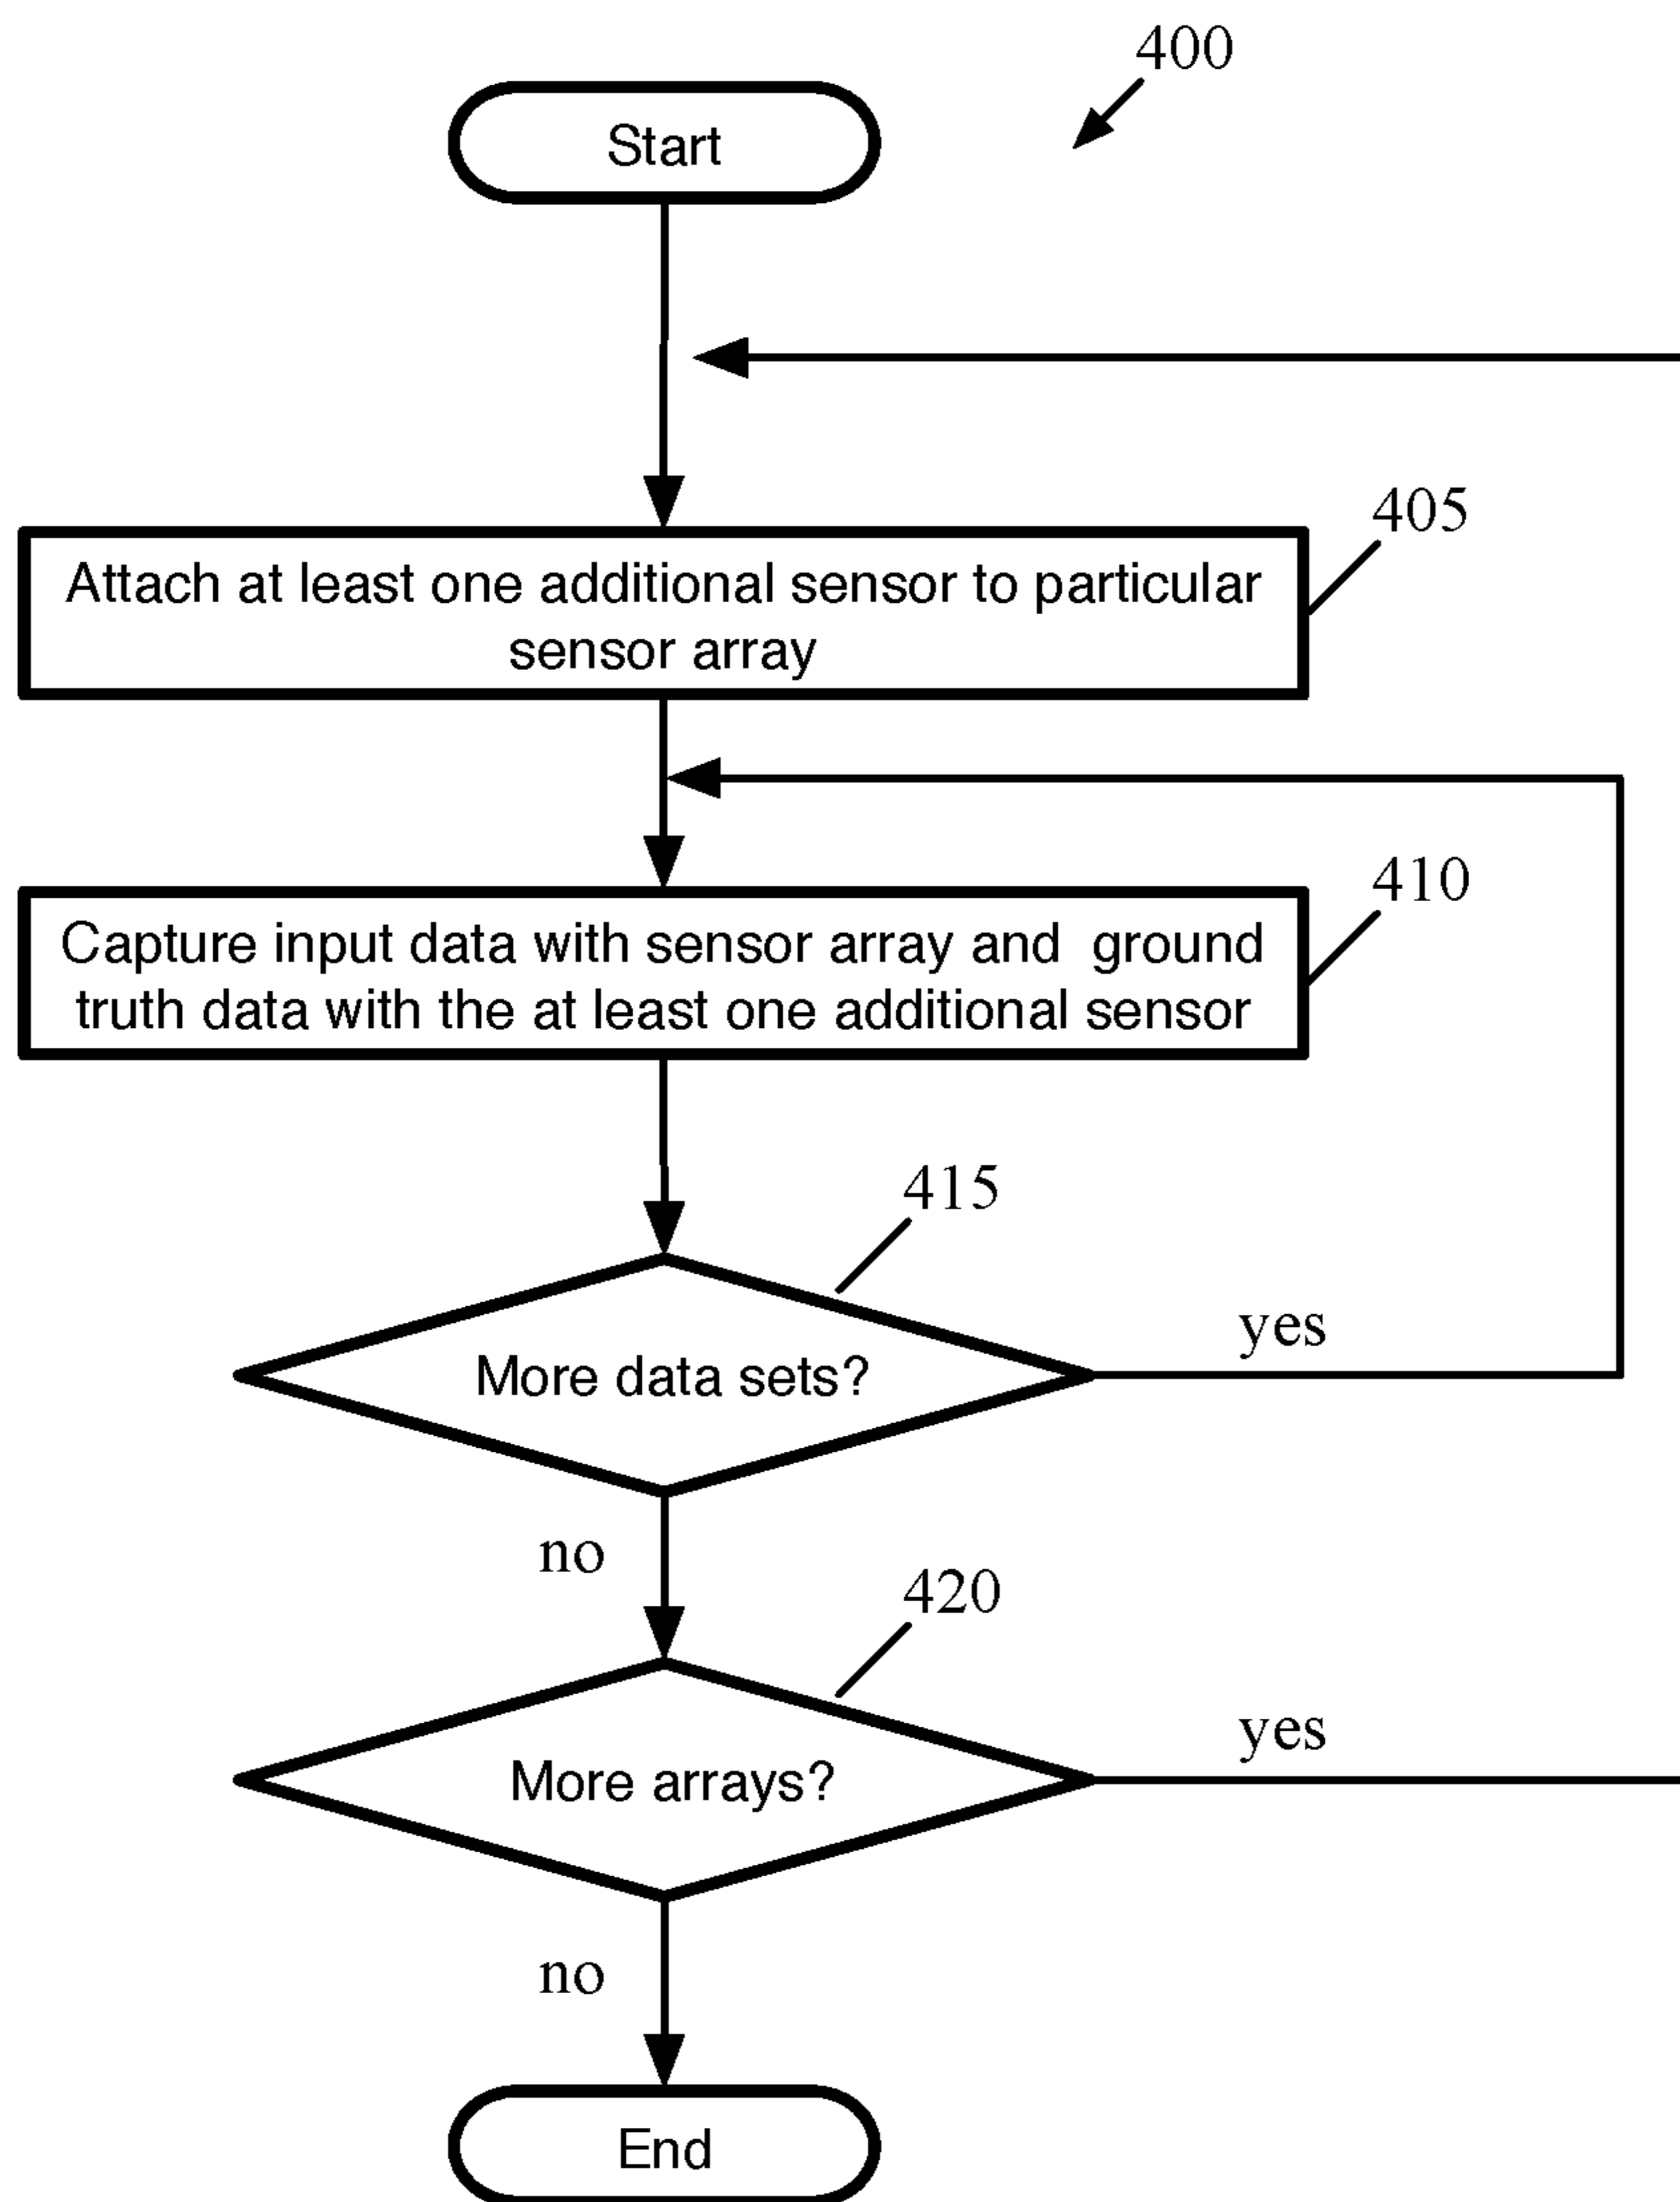 400
Start
405
Attach at least one additional sensor to particular
sensor array
410
Capture input data with sensor array and ground
truth data with the at least one additional sensor
415
More data sets?
yes
no
420
More arrays?
yes
no
End